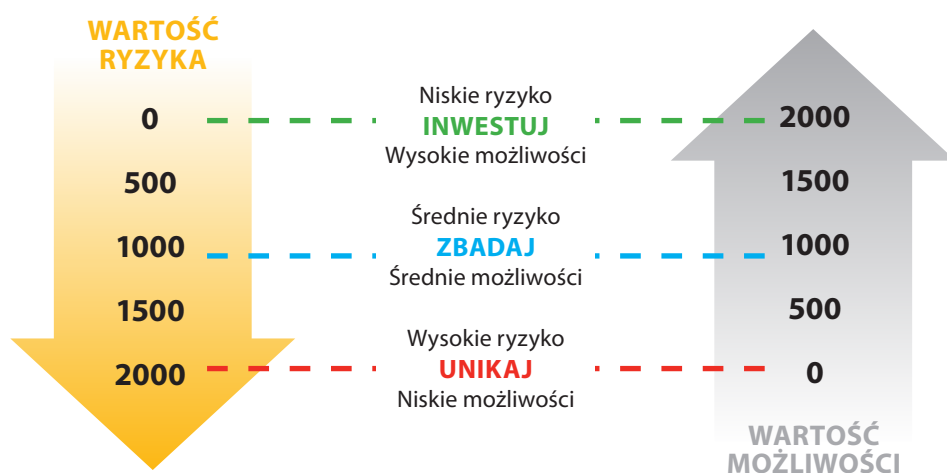 WARTOŚĆ
RYZYKA
0
500
1000
1500
2000
Niskie ryzyko
INWESTUJ
Wysokie możliwości
Średnie ryzyko
ZBADAJ
Średnie możliwości
Wysokie ryzyko
UNIKAJ
Niskie możliwości
2000
1500
1000
500
0
WARTOŚĆ
MOŻLIWOŚCI